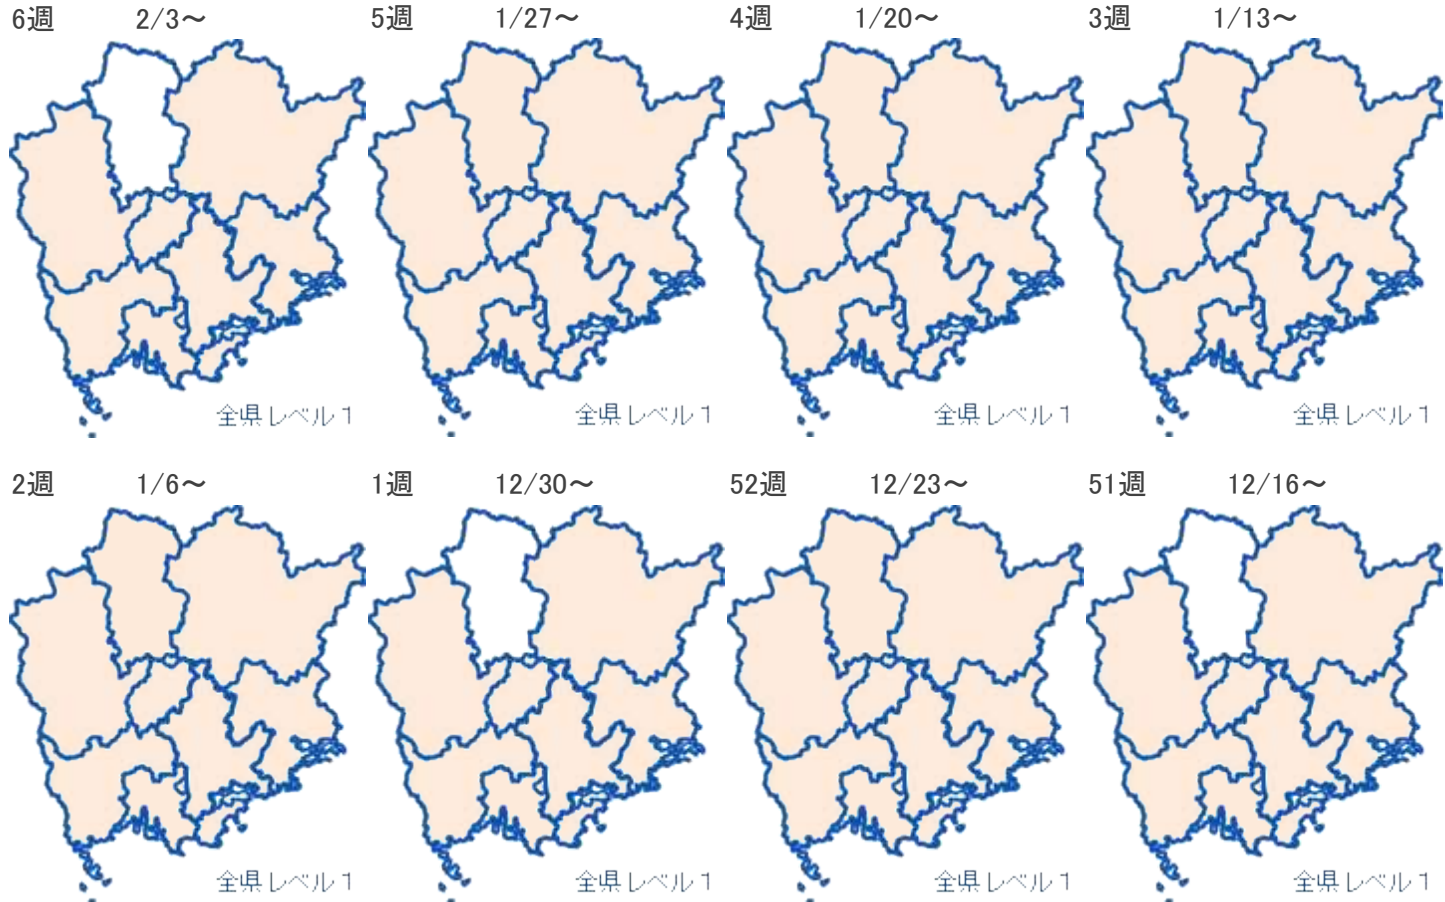 6週 2/3～ 5週 1/27～ 4週 1/20～ 3週 1/13～
全県レベル1 全県レベル1 全県レベル1 全県レベル1
2週 1/6～ 1週 12/30～ 52週 12/23～ 51週 12/16～
全県レベル1 全県レベル1 全県レベル1 全県レベル1